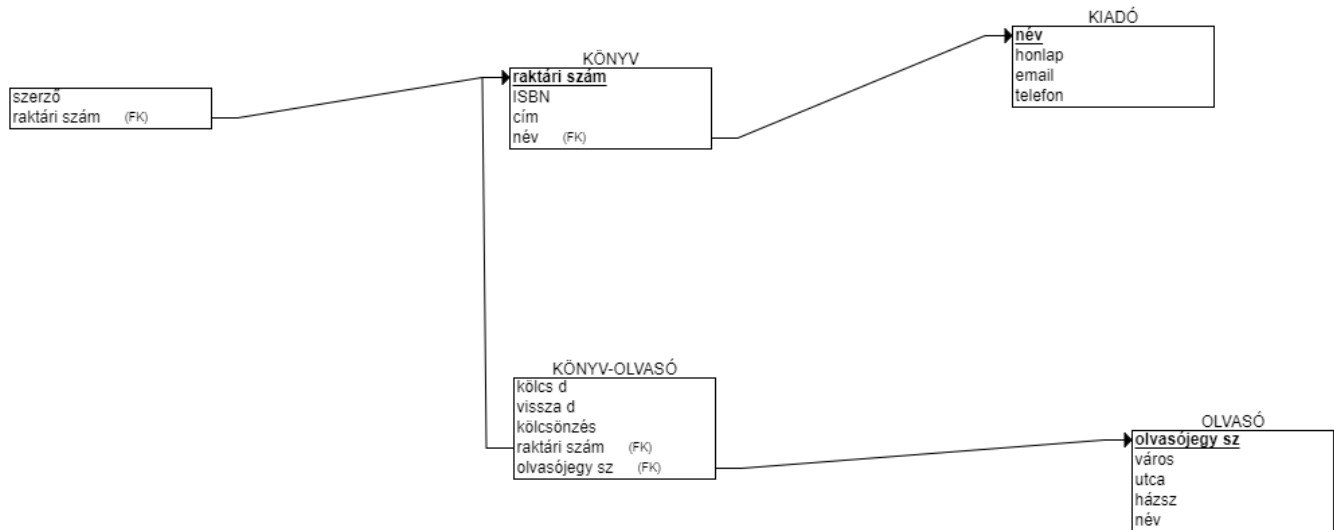 szerző
raktári szám (FK)
KÖNYV
raktári szám
ISBN
cím
név (FK)
KIADÓ
név
honlap
email
telefon
KÖNYV-OLVASÓ
kölcs d
vissza d
kölcsönzés
raktári szám (FK)
olvasójegy sz (FK)
OLVASÓ
olvasójegy sz
város
utca
házsz
név